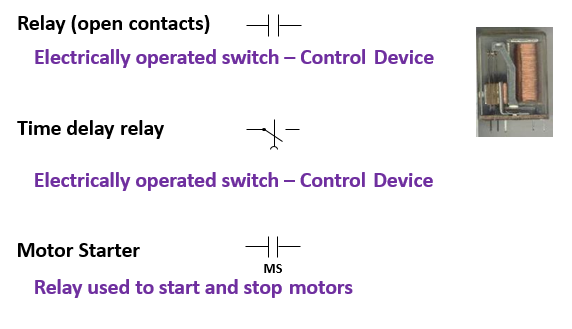 Relay (open contacts)
Electrically operated switch – Control Device
Time delay relay
Electrically operated switch – Control Device
Motor Starter
MS
Relay used to start and stop motors